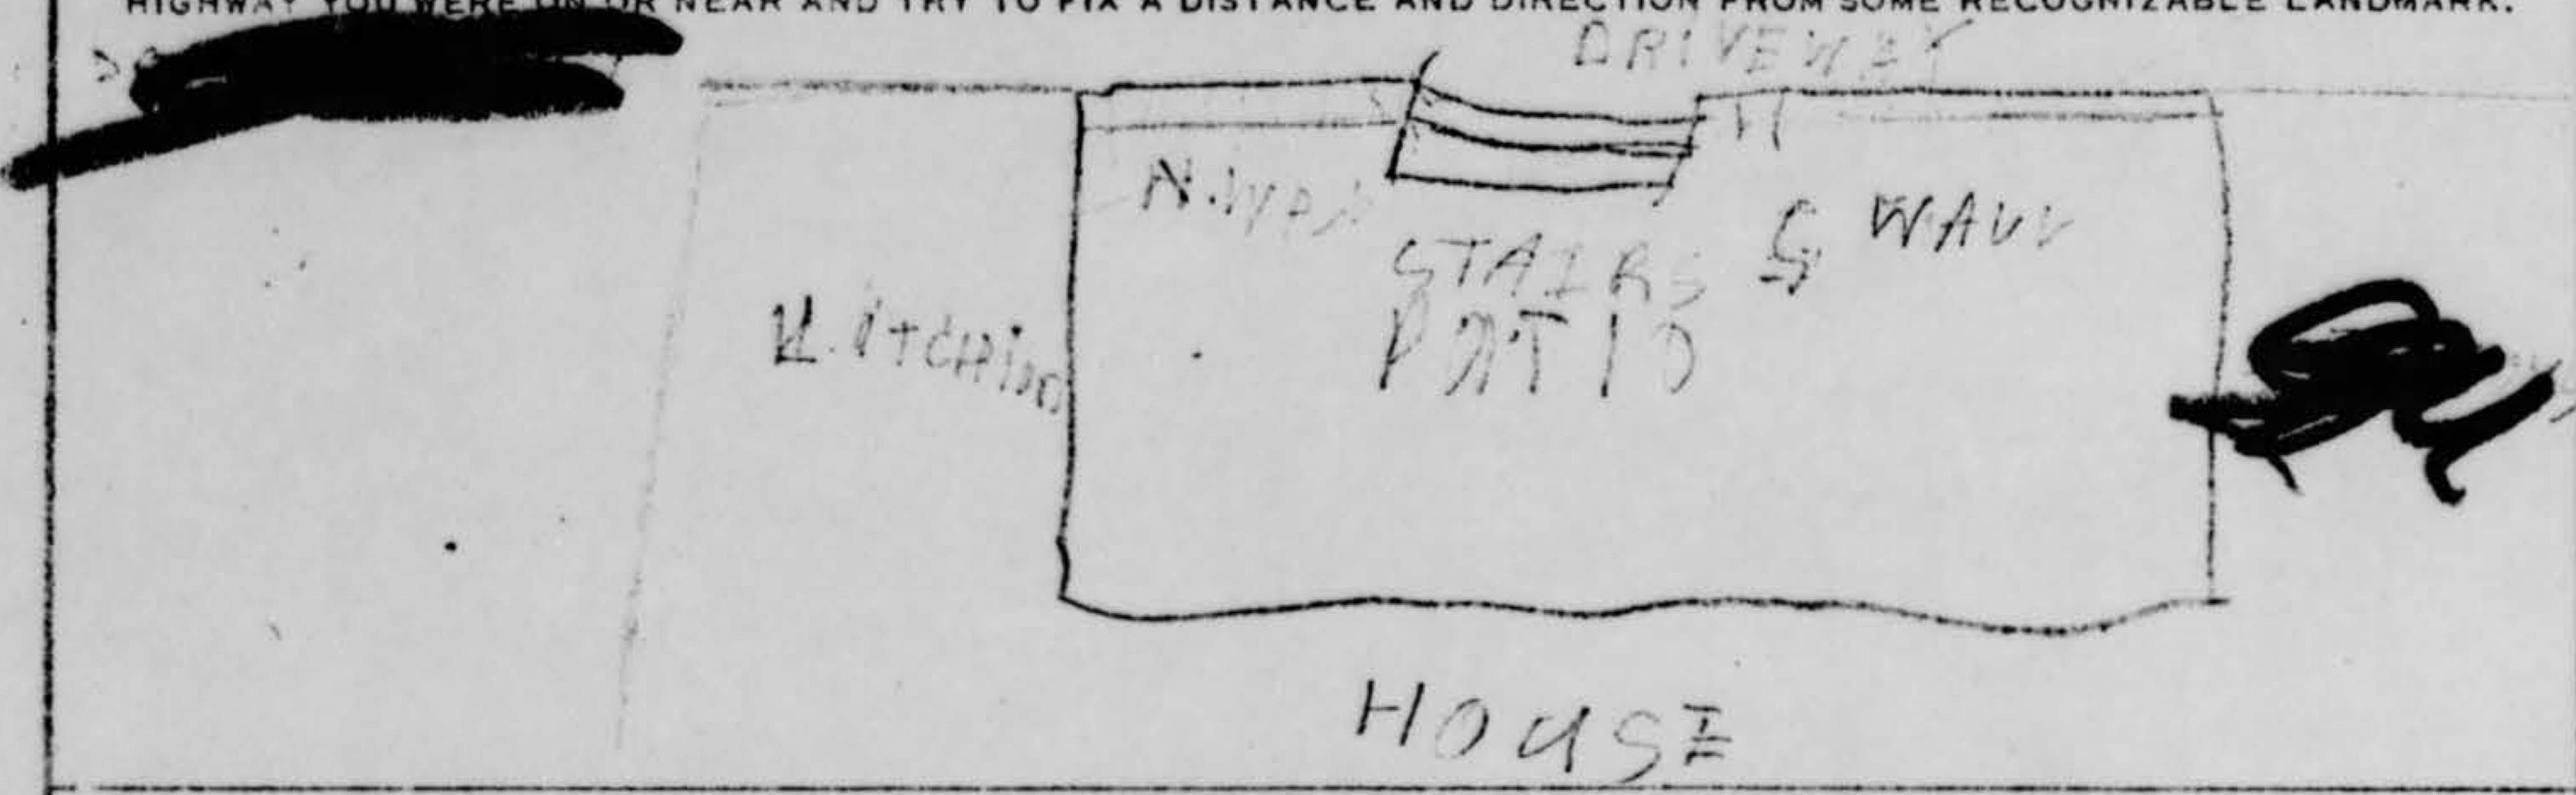 HIGHWAY YOU WERE ON OR NEAR AND TRY TO FIX A DISTANCE AND DIRECTION FROM SOME RECOGNIZABLE LANDMARK.
DRIVEWAY
N. WALL
S WALL
STAIRS
KitcHin
PATIO
HOUSE